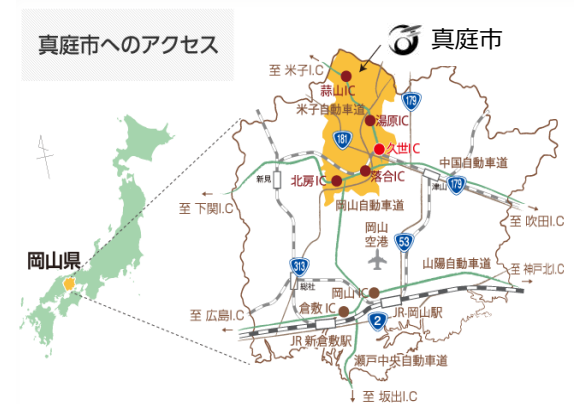 真庭市へのアクセス
真庭市
至 米子I.C
蒜山IC
米子自動車道
179
湯原IC
181
久世IC
中国自動車道
新見
北房IC
落合IC
津山
179
至 下関I.C
岡山自動車道
至 吹田I.C
岡山
空港
53
岡山県
313
山陽自動車道
至 神戸北I.C
総社
岡山IC
至 広島I.C
倉敷IC
2
JR岡山駅
JR新倉敷駅
瀬戸中央自動車道
至 坂出I.C